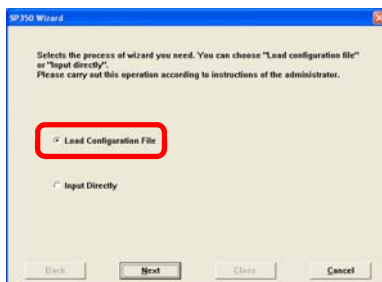 SP350 Wizard
Selects the process of wizard you need. You can choose "Load configuration file"
or "Input directly".
Please carry out this operation according to instructions of the administrator.
Load Configuration File
Input Directly
Back
Next
Close
Cancel